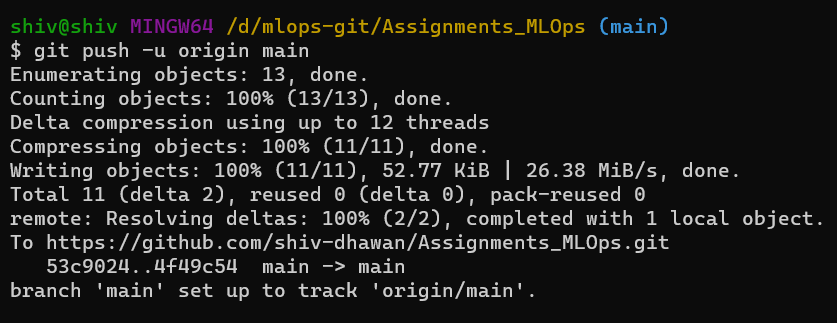 shiv@shiv MINGW64 /d/mlops-git/Assignments_MLOps (main)
$ git push -u origin main
Enumerating objects: 13, done.
Counting objects: 100% (13/13), done.
Delta compression using up to 12 threads
Compressing objects: 100% (11/11), done.
Writing objects: 100% (11/11), 52.77 KiB | 26.38 MiB/s, done.
Total 11 (delta 2), reused 0 (delta 0), pack-reused 0
remote: Resolving deltas: 100% (2/2), completed with 1 local object.
To https://github.com/shiv-dhawan/Assignments_MLOps.git
   53c9024..4f49c54  main -> main
branch 'main' set up to track 'origin/main'.